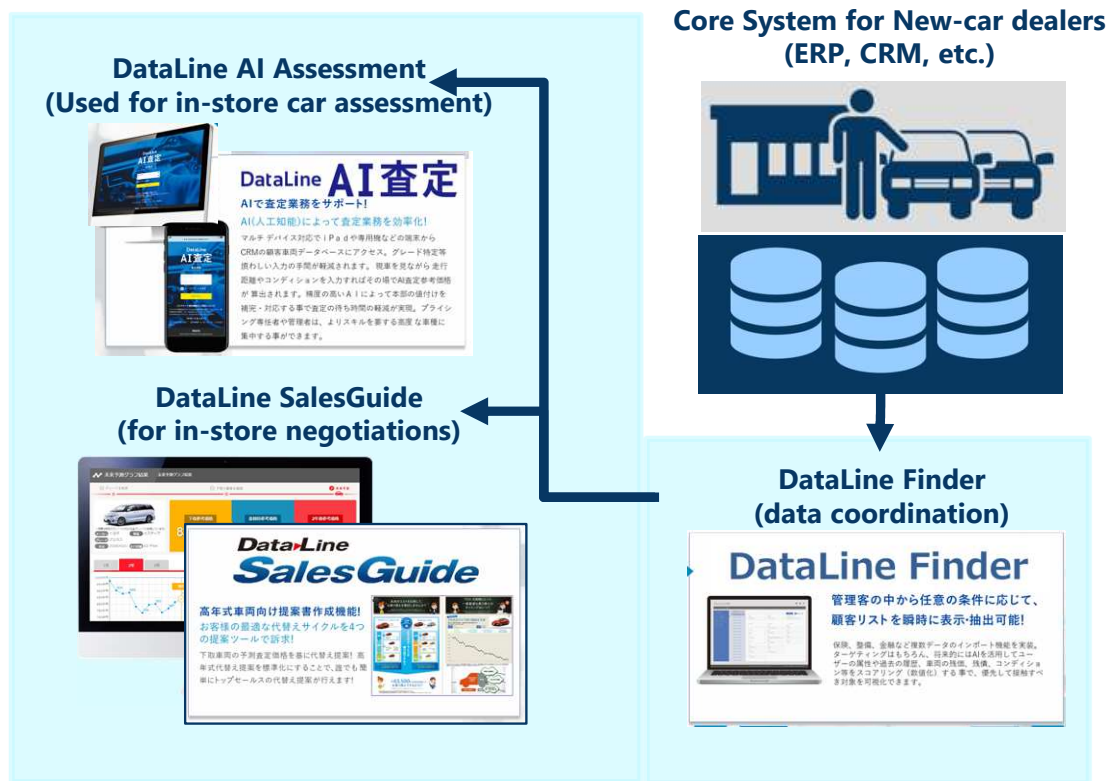 Core System for New-car dealers
(ERP, CRM, etc.)
DataLine AI Assessment
(Used for in-store car assessment)
DataLine
AI査定
DataLine
AI査定
DataLine AI査定
AIで査定業務をサポート!
AI(人工知能)によって査定業務を効率化!
マルチデバイス対応でiPadや専用機などの端末から
CRMの顧客車両データベースにアクセス。グレード特定等
煩わしい入力の手間が軽減されます。現車を見ながら走行
距離やコンディションを入力すればその場でAI査定参考価格
が算出されます。精度の高いAIによって本部の値付けを
補完・対応する事で査定の待ち時間の軽減が実現。プライシ
ング専任者や管理者は、よりスキルを要する高度な車種に
集中する事ができます。
DataLine SalesGuide
(for in-store negotiations)
Data Line
SalesGuide
高年式車両向け提案書作成機能!
お客様の最適な代替えサイクルを4つ
の提案ツールで訴求!
下取車両の予測査定価格を基に代替え提案!高
年式代替え提案を標準化にすることで、誰でも簡
単にトップセールスの代替え提案が行えます!
DataLine Finder
(data coordination)
DataLine Finder
管理客の中から任意の条件に応じて、
顧客リストを瞬時に表示・抽出可能!
保険、整備、金融など複数データのインポート機能を実装。
ターゲティングはもちろん、将来的にはAIを活用してユー
ザーの属性や過去の履歴、車両の残価、残債、コンディショ
ン等をスコアリング(数値化)する事で、優先して接触すべ
き対象を可視化できます。